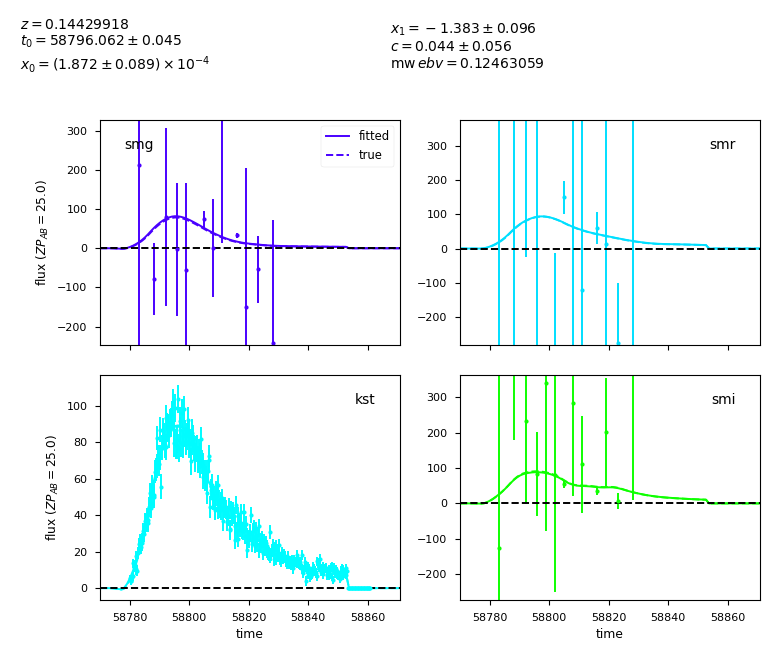 z = 0.14429918
t₀ = 58796.062 ± 0.045
x₀ = (1.872 ± 0.089) × 10⁻⁴
x₁ = −1.383 ± 0.096
c = 0.044 ± 0.056
mw ebv = 0.12463059
smg
fitted
true
300
200
100
0
−100
−200
flux (ZP_AB = 25.0)
smr
300
200
100
0
−100
−200
kst
100
80
60
40
20
0
flux (ZP_AB = 25.0)
58780 58800 58820 58840 58860
time
smi
300
200
100
0
−100
−200
58780 58800 58820 58840 58860
time